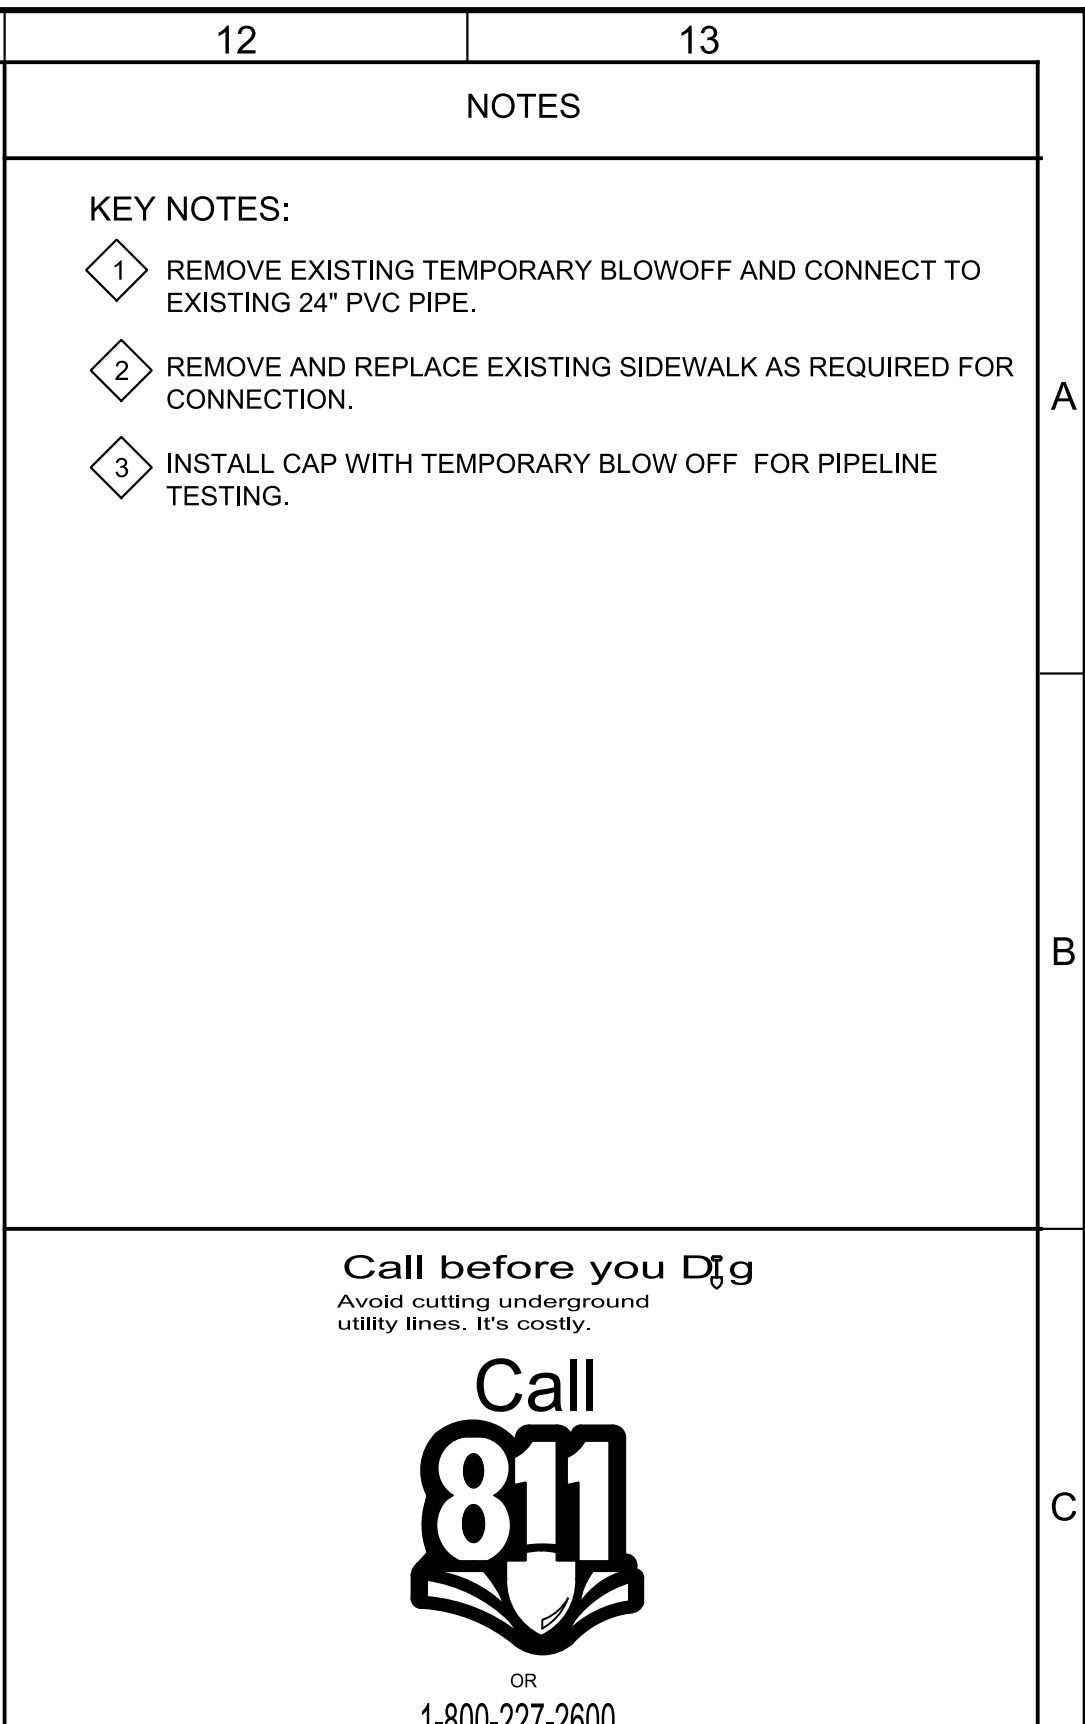 12
13
NOTES
KEY NOTES:
1 REMOVE EXISTING TEMPORARY BLOWOFF AND CONNECT TO
EXISTING 24" PVC PIPE.
2 REMOVE AND REPLACE EXISTING SIDEWALK AS REQUIRED FOR
CONNECTION.
3 INSTALL CAP WITH TEMPORARY BLOW OFF  FOR PIPELINE
TESTING.
A
B
Call before you Dig
Avoid cutting underground
utility lines. It's costly.
Call
811
C
OR
1-800-227-2600